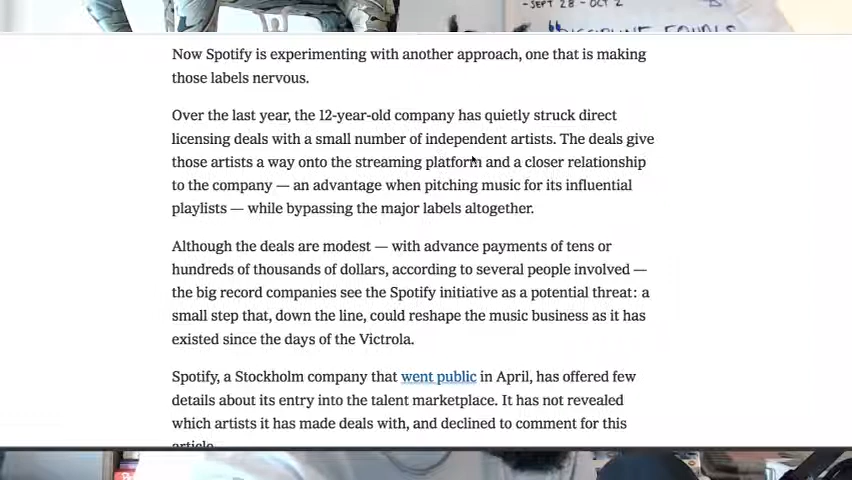 - SEPT 28 - OCT 2
"DISCIPLINE EQUALS
Now Spotify is experimenting with another approach, one that is making
those labels nervous.
Over the last year, the 12-year-old company has quietly struck direct
licensing deals with a small number of independent artists. The deals give
those artists a way onto the streaming platform and a closer relationship
to the company — an advantage when pitching music for its influential
playlists — while bypassing the major labels altogether.
Although the deals are modest — with advance payments of tens or
hundreds of thousands of dollars, according to several people involved —
the big record companies see the Spotify initiative as a potential threat: a
small step that, down the line, could reshape the music business as it has
existed since the days of the Victrola.
Spotify, a Stockholm company that went public in April, has offered few
details about its entry into the talent marketplace. It has not revealed
which artists it has made deals with, and declined to comment for this
article.